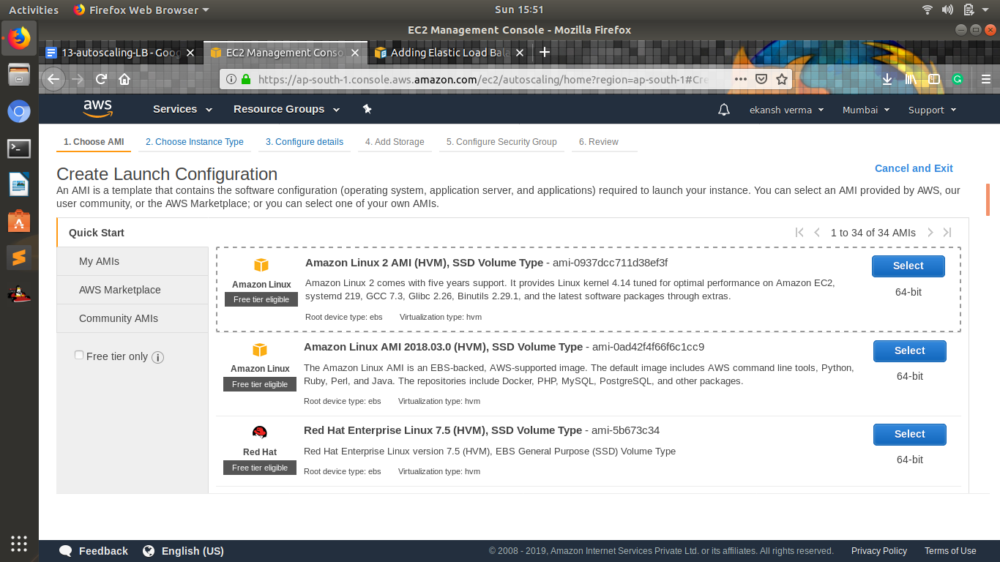 Activities Firefox Web Browser Sun 15:51
EC2 Management Console - Mozilla Firefox
13-autoscaling-LB - Goog EC2 Management Conso Adding Elastic Load Bala
https://ap-south-1.console.aws.amazon.com/ec2/autoscaling/home?region=ap-south-1#Cre
aws Services Resource Groups ekansh verma Mumbai Support
1. Choose AMI 2. Choose Instance Type 3. Configure details 4. Add Storage 5. Configure Security Group 6. Review
Create Launch Configuration Cancel and Exit
An AMI is a template that contains the software configuration (operating system, application server, and applications) required to launch your instance. You can select an AMI provided by AWS, our
user community, or the AWS Marketplace; or you can select one of your own AMIs.
Quick Start 1 to 34 of 34 AMIs
My AMIs
AWS Marketplace
Community AMIs
Free tier only
Amazon Linux
Free tier eligible
Amazon Linux 2 AMI (HVM), SSD Volume Type - ami-0937dcc711d38ef3f
Amazon Linux 2 comes with five years support. It provides Linux kernel 4.14 tuned for optimal performance on Amazon EC2,
systemd 219, GCC 7.3, Glibc 2.26, Binutils 2.29.1, and the latest software packages through extras.
Root device type: ebs Virtualization type: hvm
Select
64-bit
Amazon Linux
Free tier eligible
Amazon Linux AMI 2018.03.0 (HVM), SSD Volume Type - ami-0ad42f4f66f6c1cc9
The Amazon Linux AMI is an EBS-backed, AWS-supported image. The default image includes AWS command line tools, Python,
Ruby, Perl, and Java. The repositories include Docker, PHP, MySQL, PostgreSQL, and other packages.
Root device type: ebs Virtualization type: hvm
Select
64-bit
Red Hat
Free tier eligible
Red Hat Enterprise Linux 7.5 (HVM), SSD Volume Type - ami-5b673c34
Red Hat Enterprise Linux version 7.5 (HVM), EBS General Purpose (SSD) Volume Type
Root device type: ebs Virtualization type: hvm
Select
64-bit
Feedback English (US) © 2008 - 2019, Amazon Internet Services Private Ltd. or its affiliates. All rights reserved. Privacy Policy Terms of Use